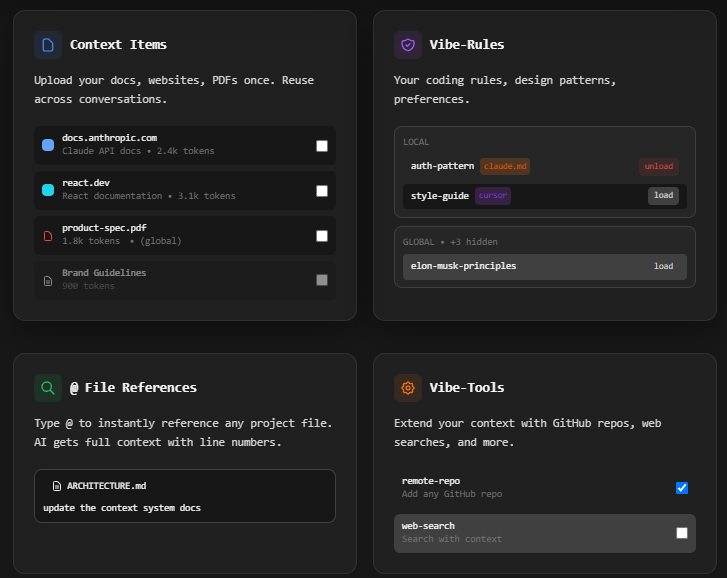 Context Items
Upload your docs, websites, PDFs once. Reuse
across conversations.
docs.anthropic.com
Claude API docs • 2.4k tokens
react.dev
React documentation • 3.1k tokens
product-spec.pdf
1.8k tokens • (global)
Brand Guidelines
900 tokens
Vibe-Rules
Your coding rules, design patterns,
preferences.
LOCAL
auth-pattern claude.md unload
style-guide cursor load
GLOBAL • +3 hidden
elon-musk-principles load
@ File References
Type @ to instantly reference any project file.
AI gets full context with line numbers.
ARCHITECTURE.md
update the context system docs
Vibe-Tools
Extend your context with GitHub repos, web
searches, and more.
remote-repo
Add any GitHub repo
web-search
Search with context